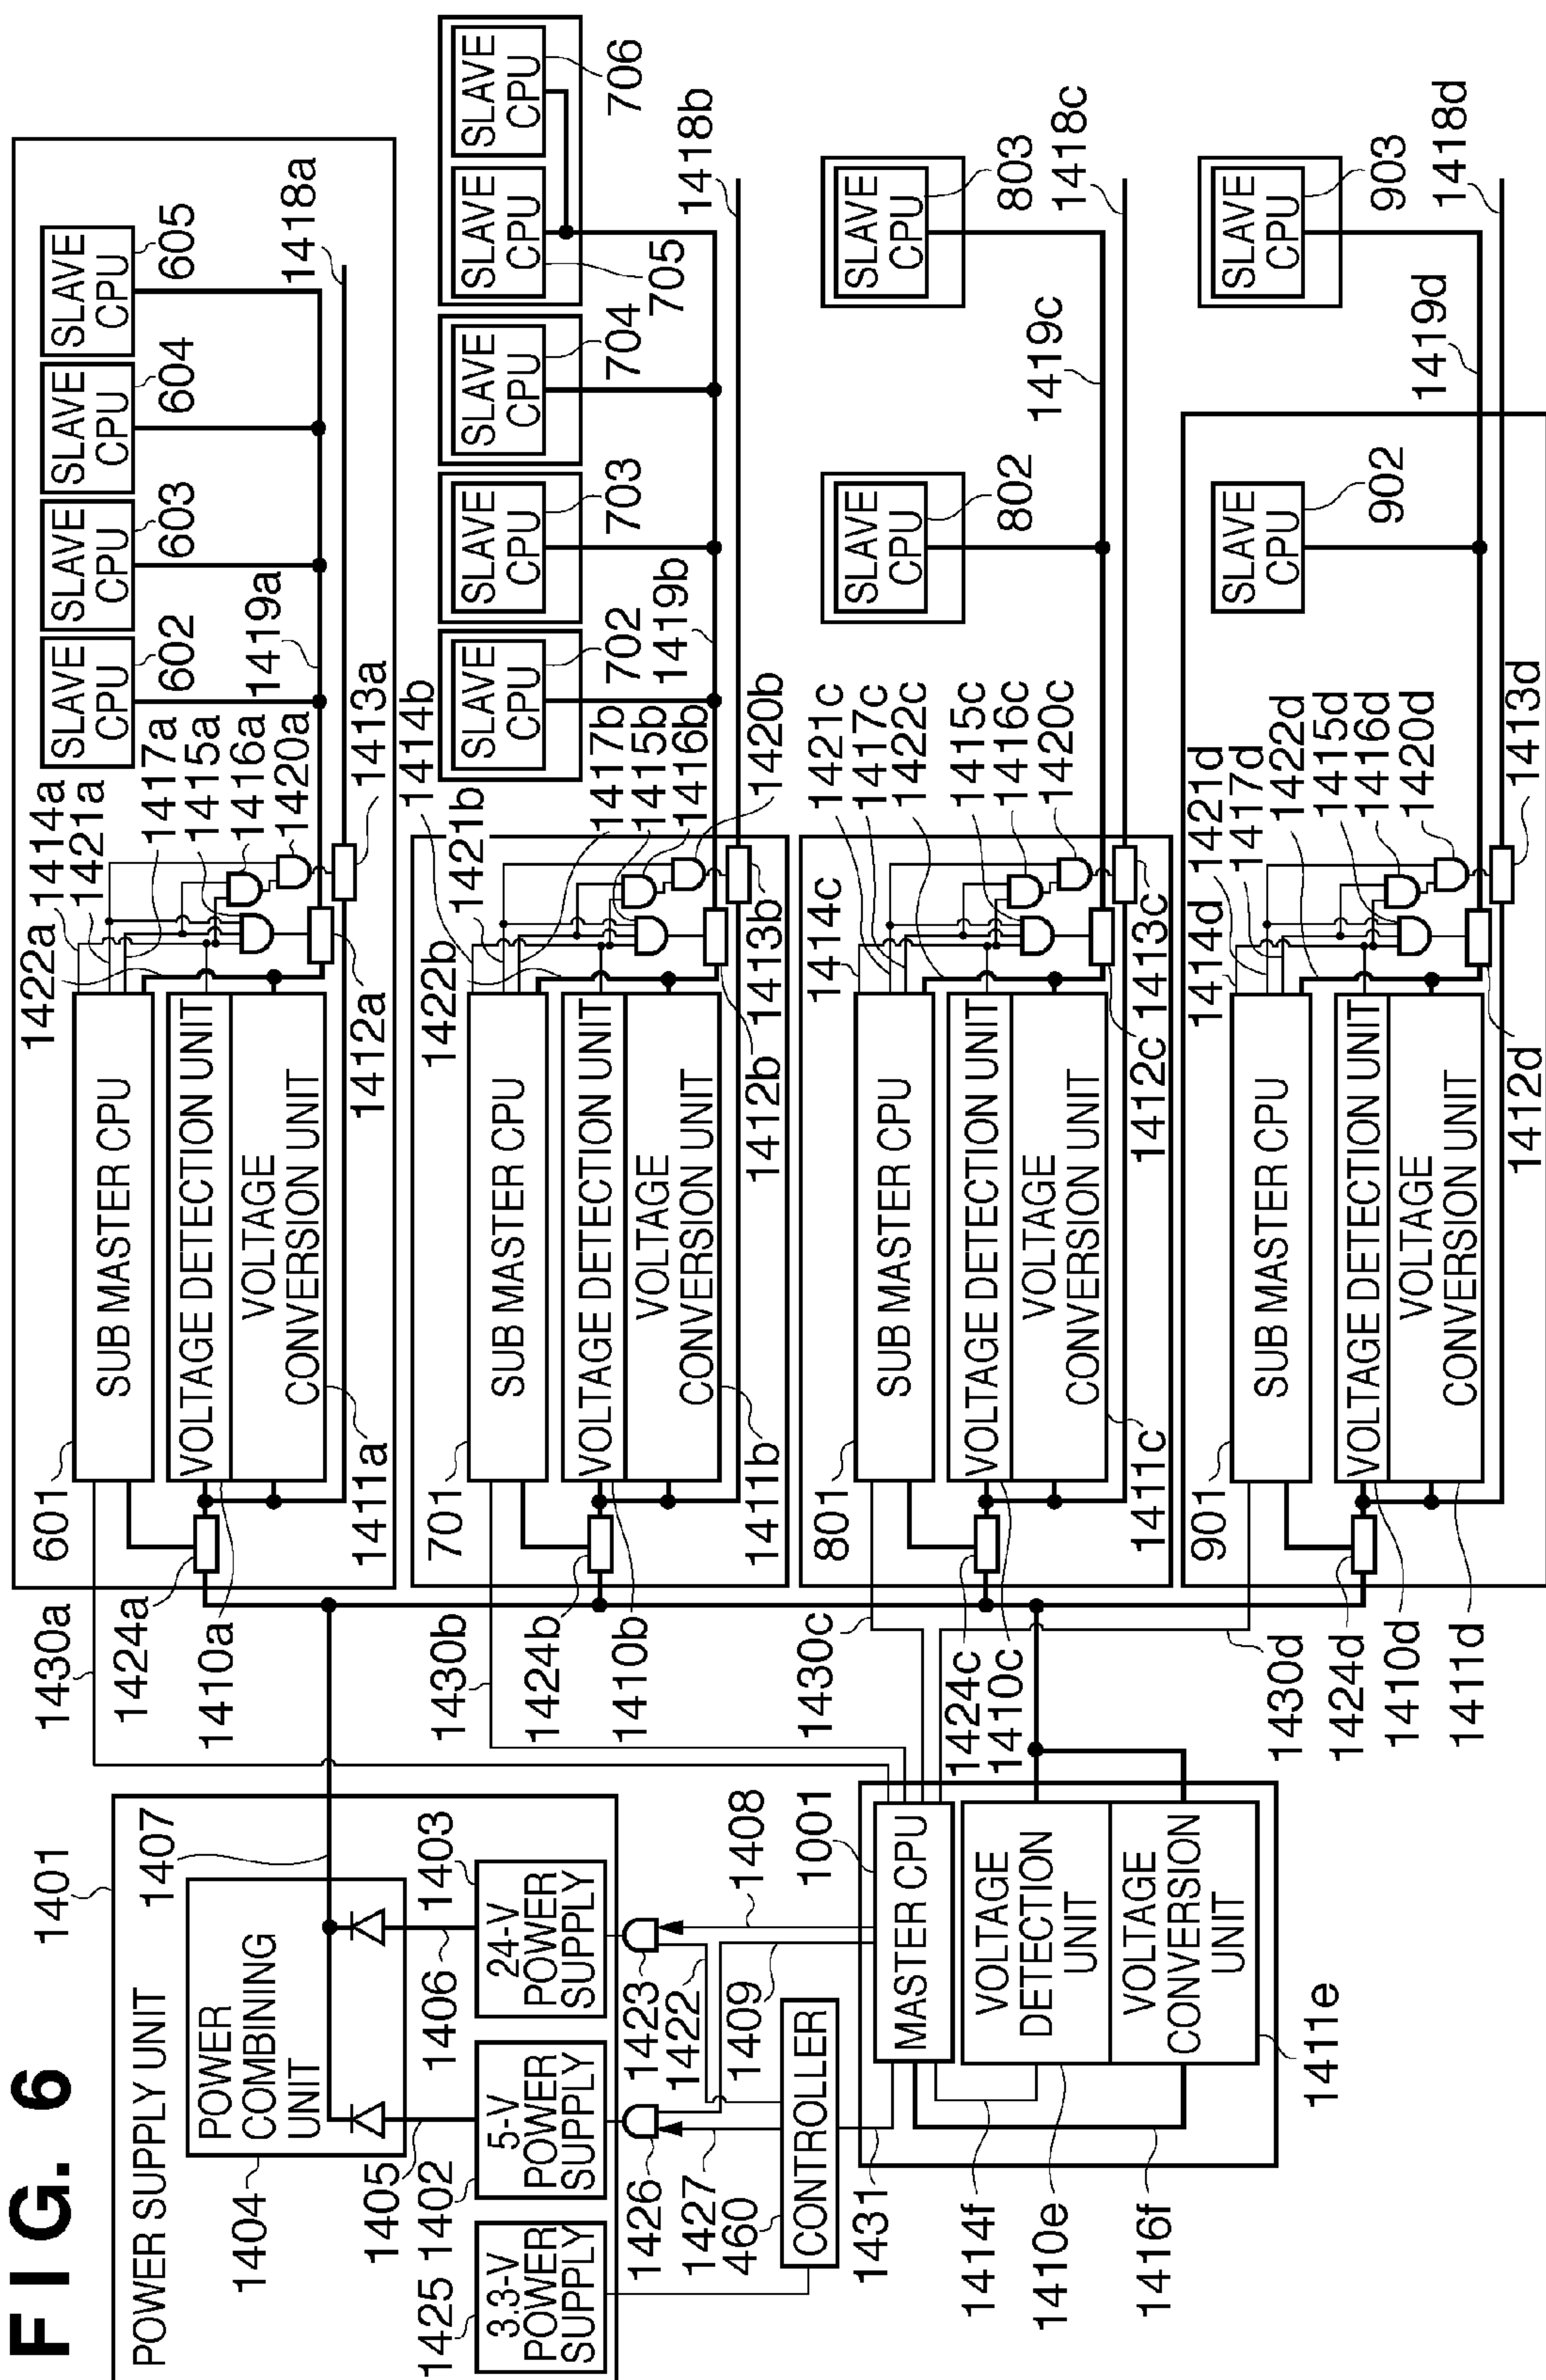 FIG. 6
POWER SUPPLY UNIT
1401
1404
POWER
COMBINING
UNIT
1407
1405
1406
1402
1403
1425
3.3-V
POWER
SUPPLY
5-V
POWER
SUPPLY
24-V
POWER
SUPPLY
1426
1427
460
1423
1422
1409
1408
1001
CONTROLLER
1431
MASTER CPU
VOLTAGE
DETECTION
UNIT
VOLTAGE
CONVERSION
UNIT
1414f
1410e
1416f
1411e
1430a
1424a
1410a
601
SUB MASTER CPU
VOLTAGE DETECTION UNIT
VOLTAGE
CONVERSION UNIT
1411a
1422a
1414a
1421a
1417a
1415a
1416a
1420a
1412a
1413a
SLAVE
CPU
602
SLAVE
CPU
603
SLAVE
CPU
604
SLAVE
CPU
605
1419a
1418a
1430b
1424b
1410b
701
SUB MASTER CPU
VOLTAGE DETECTION UNIT
VOLTAGE
CONVERSION UNIT
1411b
1422b
1421b
1414b
1417b
1415b
1416b
1420b
1412b
1413b
SLAVE
CPU
702
SLAVE
CPU
703
SLAVE
CPU
704
SLAVE
CPU
705
SLAVE
CPU
706
1419b
1418b
1430c
1424c
1410c
801
SUB MASTER CPU
VOLTAGE DETECTION UNIT
VOLTAGE
CONVERSION UNIT
1411c
1414c
1421c
1417c
1422c
1415c
1416c
1420c
1412c
1413c
SLAVE
CPU
802
SLAVE
CPU
803
1419c
1418c
1430d
1424d
1410d
1411d
901
SUB MASTER CPU
VOLTAGE DETECTION UNIT
VOLTAGE
CONVERSION UNIT
1414d
1421d
1417d
1422d
1415d
1416d
1420d
1412d
1413d
SLAVE
CPU
902
SLAVE
CPU
903
1419d
1418d